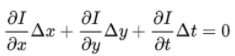 ∂I/∂x Δx + ∂I/∂y Δy + ∂I/∂t Δt = 0